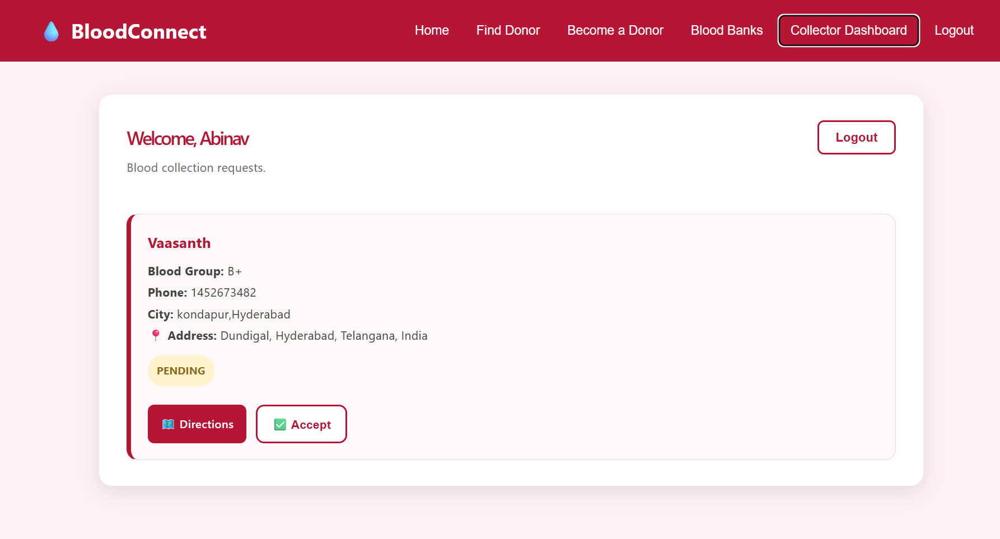 BloodConnect
Home Find Donor Become a Donor Blood Banks Collector Dashboard Logout
Welcome, Abinav
Logout
Blood collection requests.
Vaasanth
Blood Group: B+
Phone: 1452673482
City: kondapur,Hyderabad
Address: Dundigal, Hyderabad, Telangana, India
PENDING
Directions
Accept